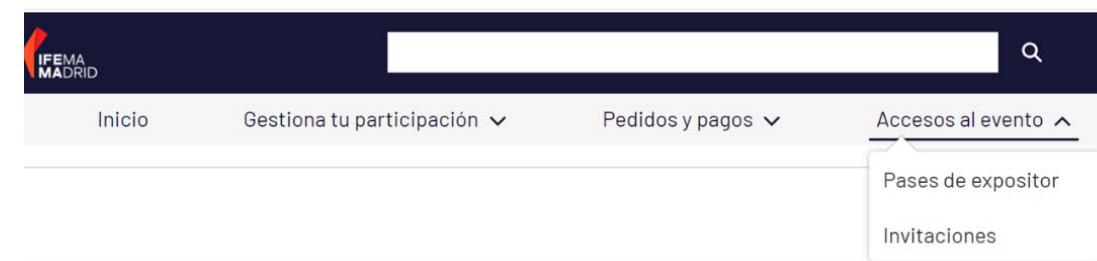 IFEMA
MADRID
Inicio Gestiona tu participación Pedidos y pagos Accesos al evento
Pases de expositor
Invitaciones